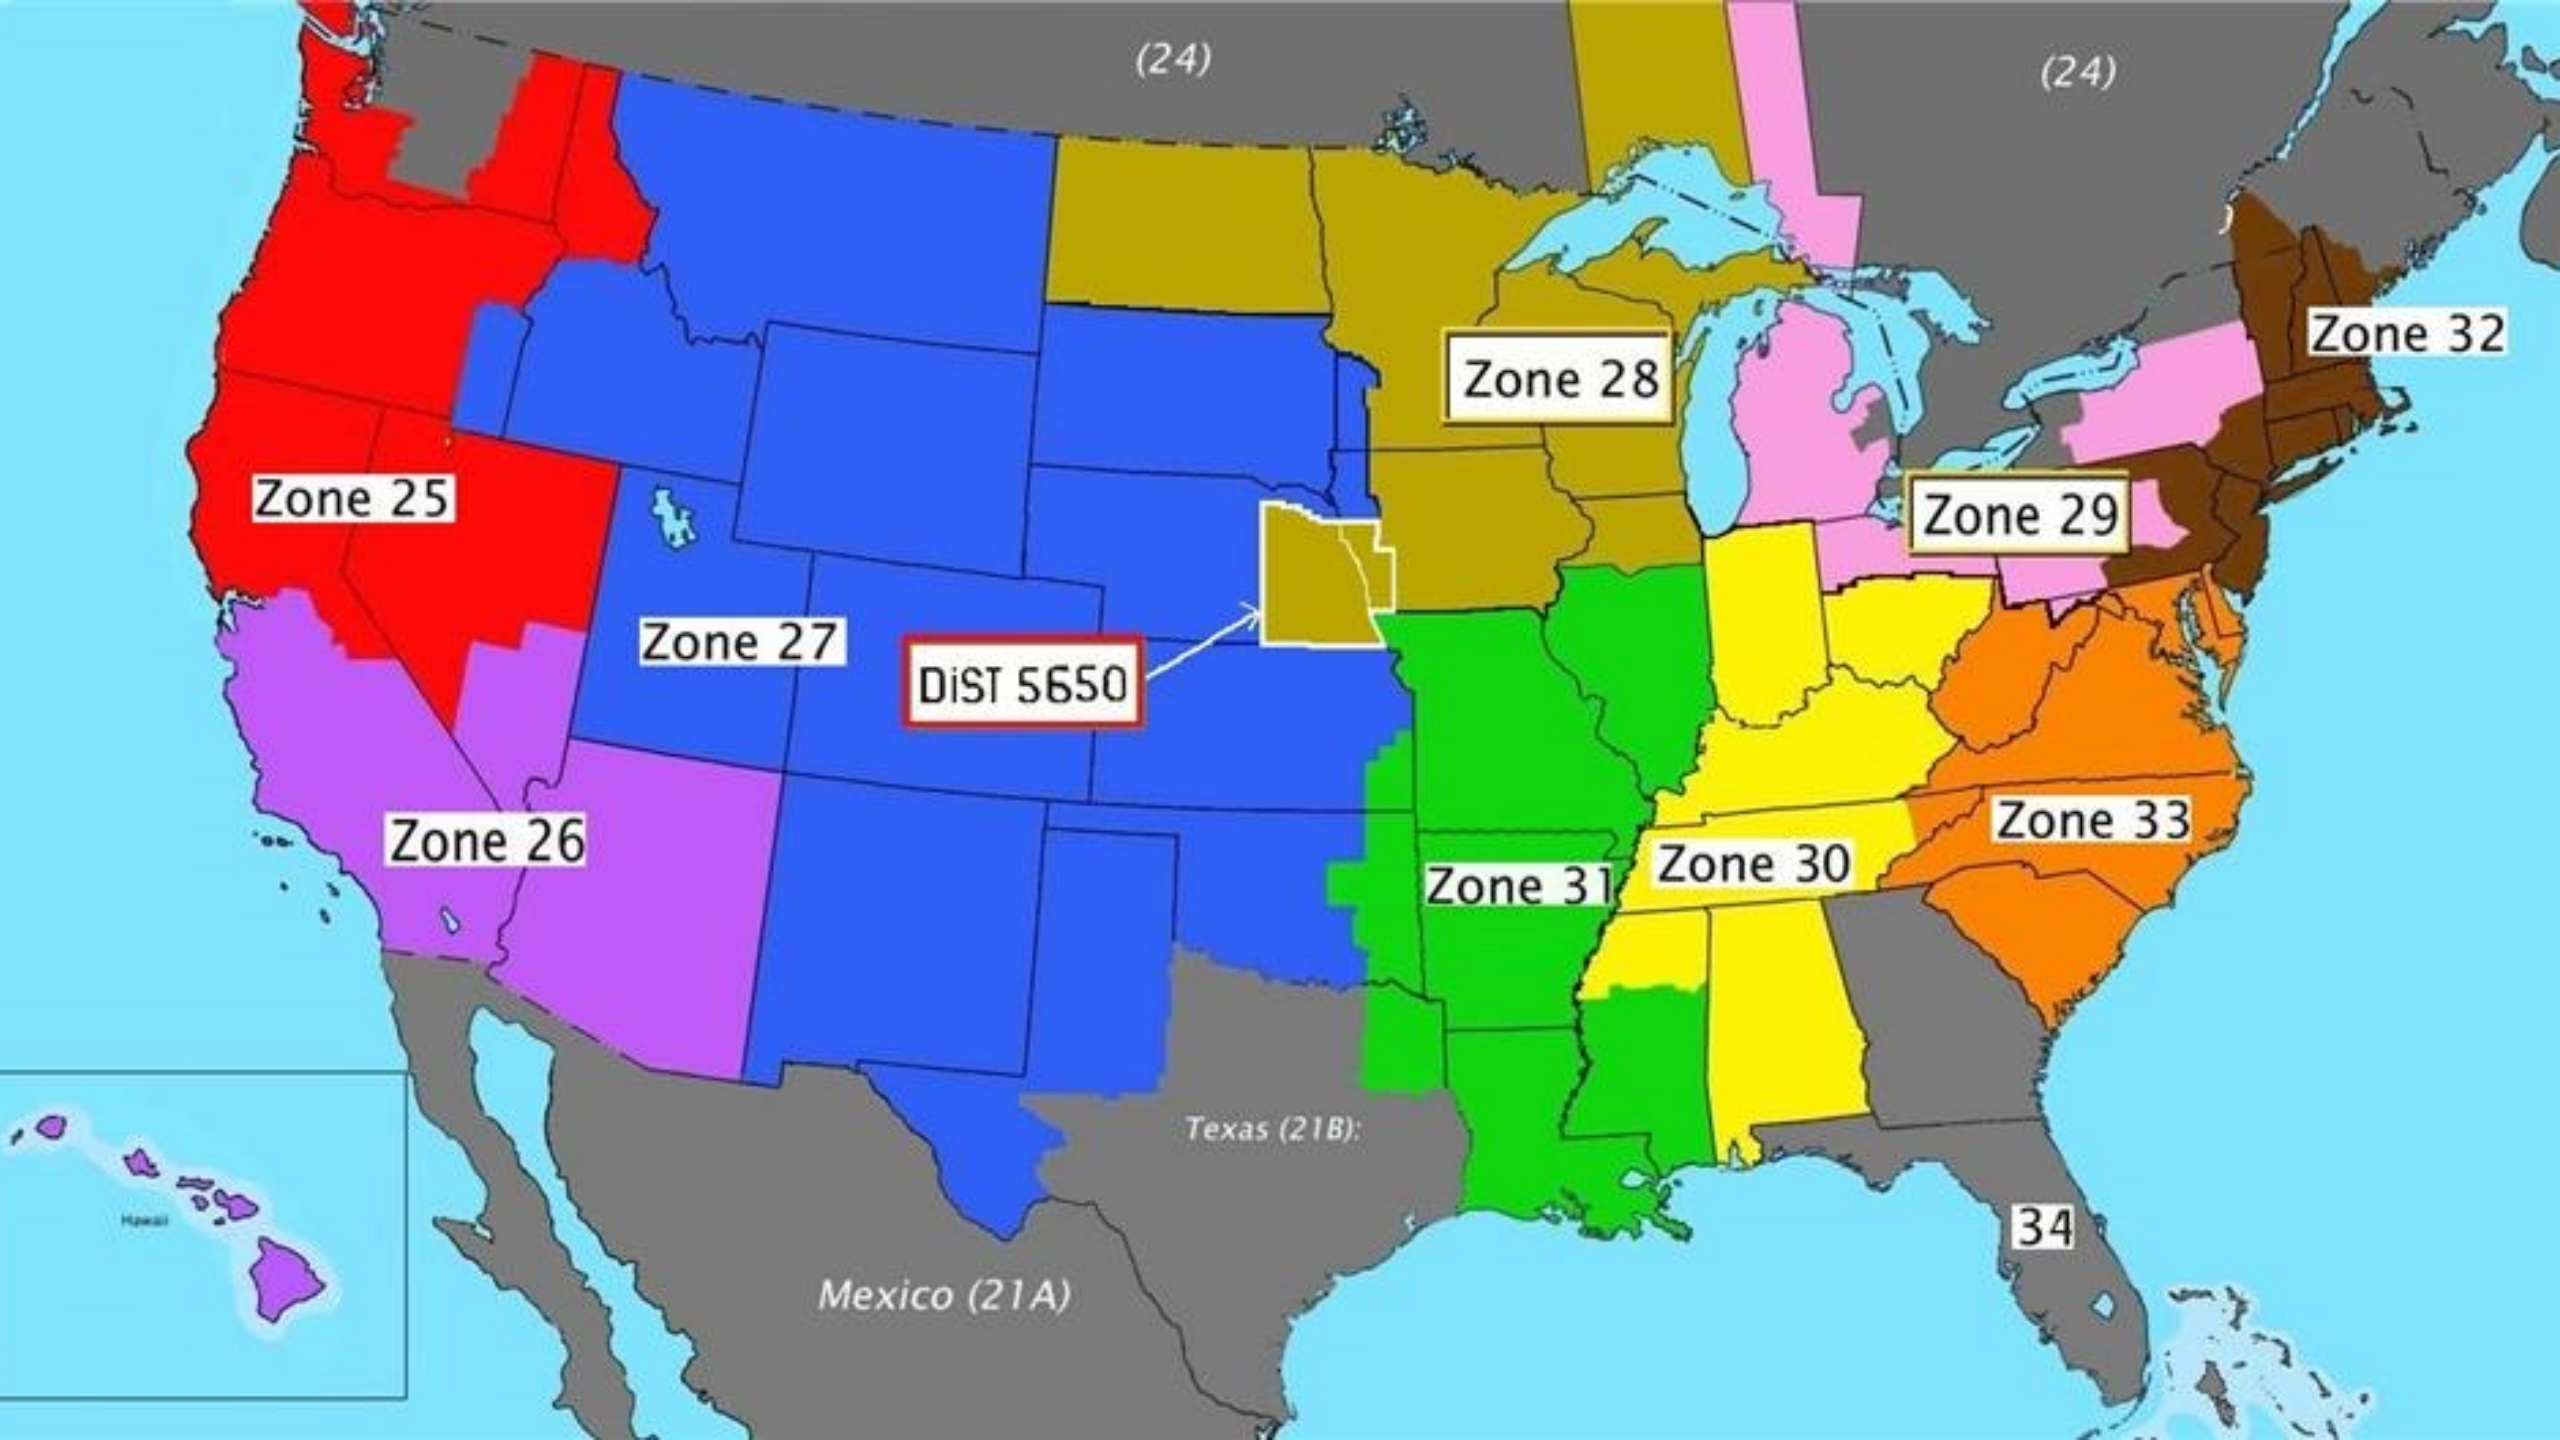 (24)
(24)
Zone 32
Zone 28
Zone 25
Zone 29
Zone 27
DiST 5650
Zone 26
Zone 33
Zone 30
Zone 31
Texas (21B):
Hawaii
34
Mexico (21A)